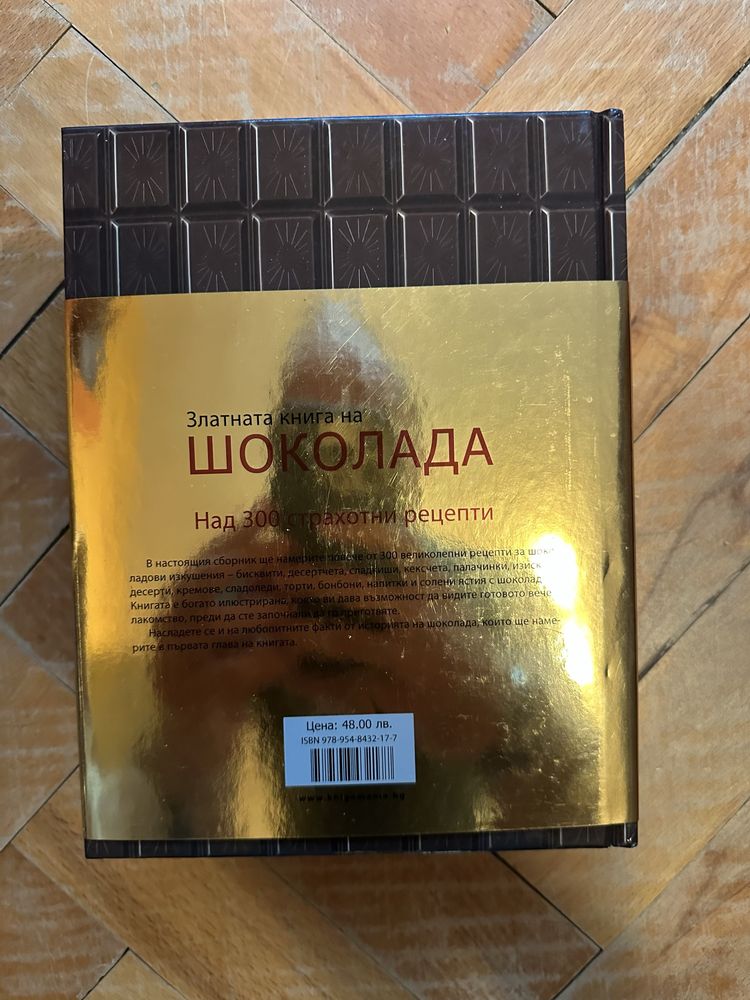 Златната книга на
ШОКОЛАДА
Над 300 страхотни рецепти
В настоящия сборник ще намерите повече от 300 великолепни рецепти за шоко-
ладови изкушения – бисквити, десертчета, сладкиши, кексчета, палачинки, изиск
десерти, кремове, сладоледи, торти, бонбони, напитки и солени ястия с шоколад
Книгата е богато илюстрирана, което ви дава възможност да видите готовото вече
лакомство, преди да сте започнали да го приготвяте.
Насладете се и на любопитните факти от историята на шоколада, които ще наме-
рите в първата глава на книгата.
Цена: 48.00 лв.
ISBN 978-954-8432-17-7
www.knigomania.bg